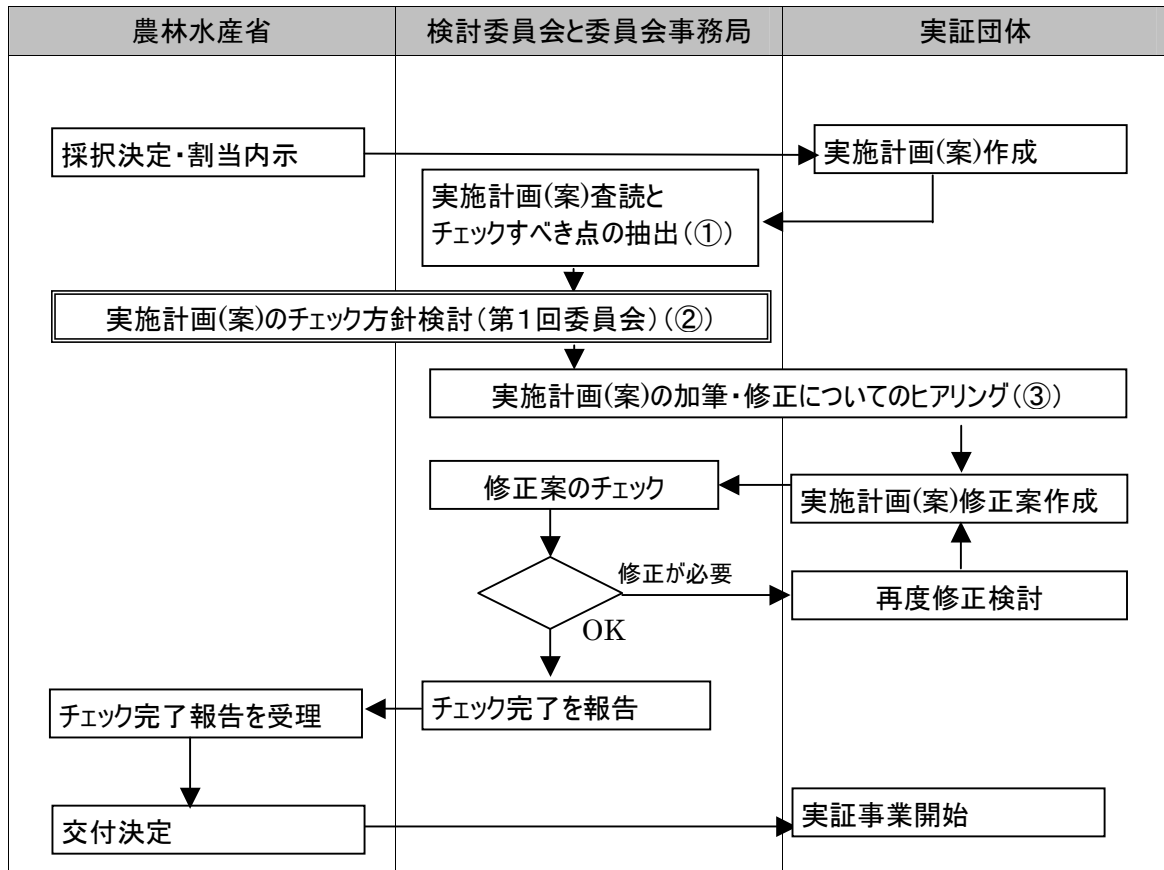 農林水産省
検討委員会と委員会事務局
実証団体
採択決定・割当内示
実施計画(案)作成
実施計画(案)査読と
チェックすべき点の抽出(①)
実施計画(案)のチェック方針検討(第1回委員会)(②)
実施計画(案)の加筆・修正についてのヒアリング(③)
修正案のチェック
実施計画(案)修正案作成
修正が必要
再度修正検討
OK
チェック完了を報告
チェック完了報告を受理
交付決定
実証事業開始